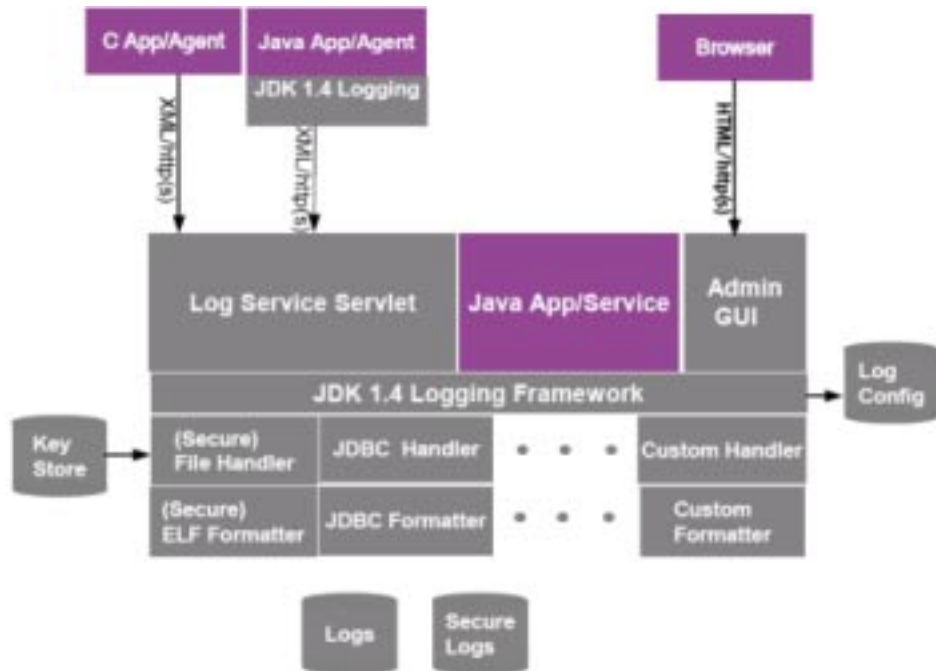 C App/Agent
Java App/Agent
JDK 1.4 Logging
Browser
XML/http(s)
XML/http(s)
HTML/http(s)
Log Service Servlet
Java App/Service
Admin
GUI
JDK 1.4 Logging Framework
Log
Config
Key
Store
(Secure)
File Handler
JDBC Handler
Custom Handler
(Secure)
ELF Formatter
JDBC Formatter
Custom
Formatter
Logs
Secure
Logs